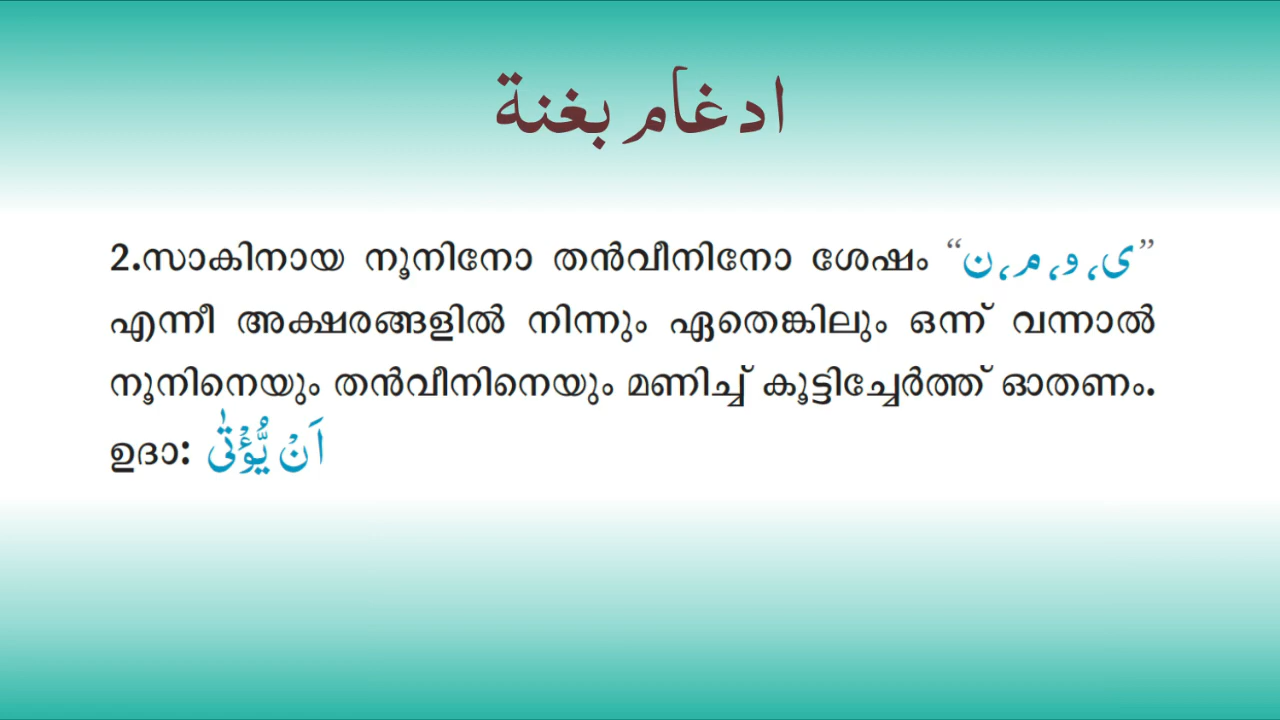 ادغام بغنة
2.സാകിനായ നൂനിനോ തൻവീനിനോ ശേഷം “ي، و، م، ن”
എന്നീ അക്ഷരങ്ങളിൽ നിന്നും ഏതെങ്കിലും ഒന്ന് വന്നാൽ
നൂനിനെയും തൻവീനിനെയും മണിച്ച് കൂട്ടിച്ചേർത്ത് ഓതണം.
ഉദാ: اَنْ يُّؤْتٰى